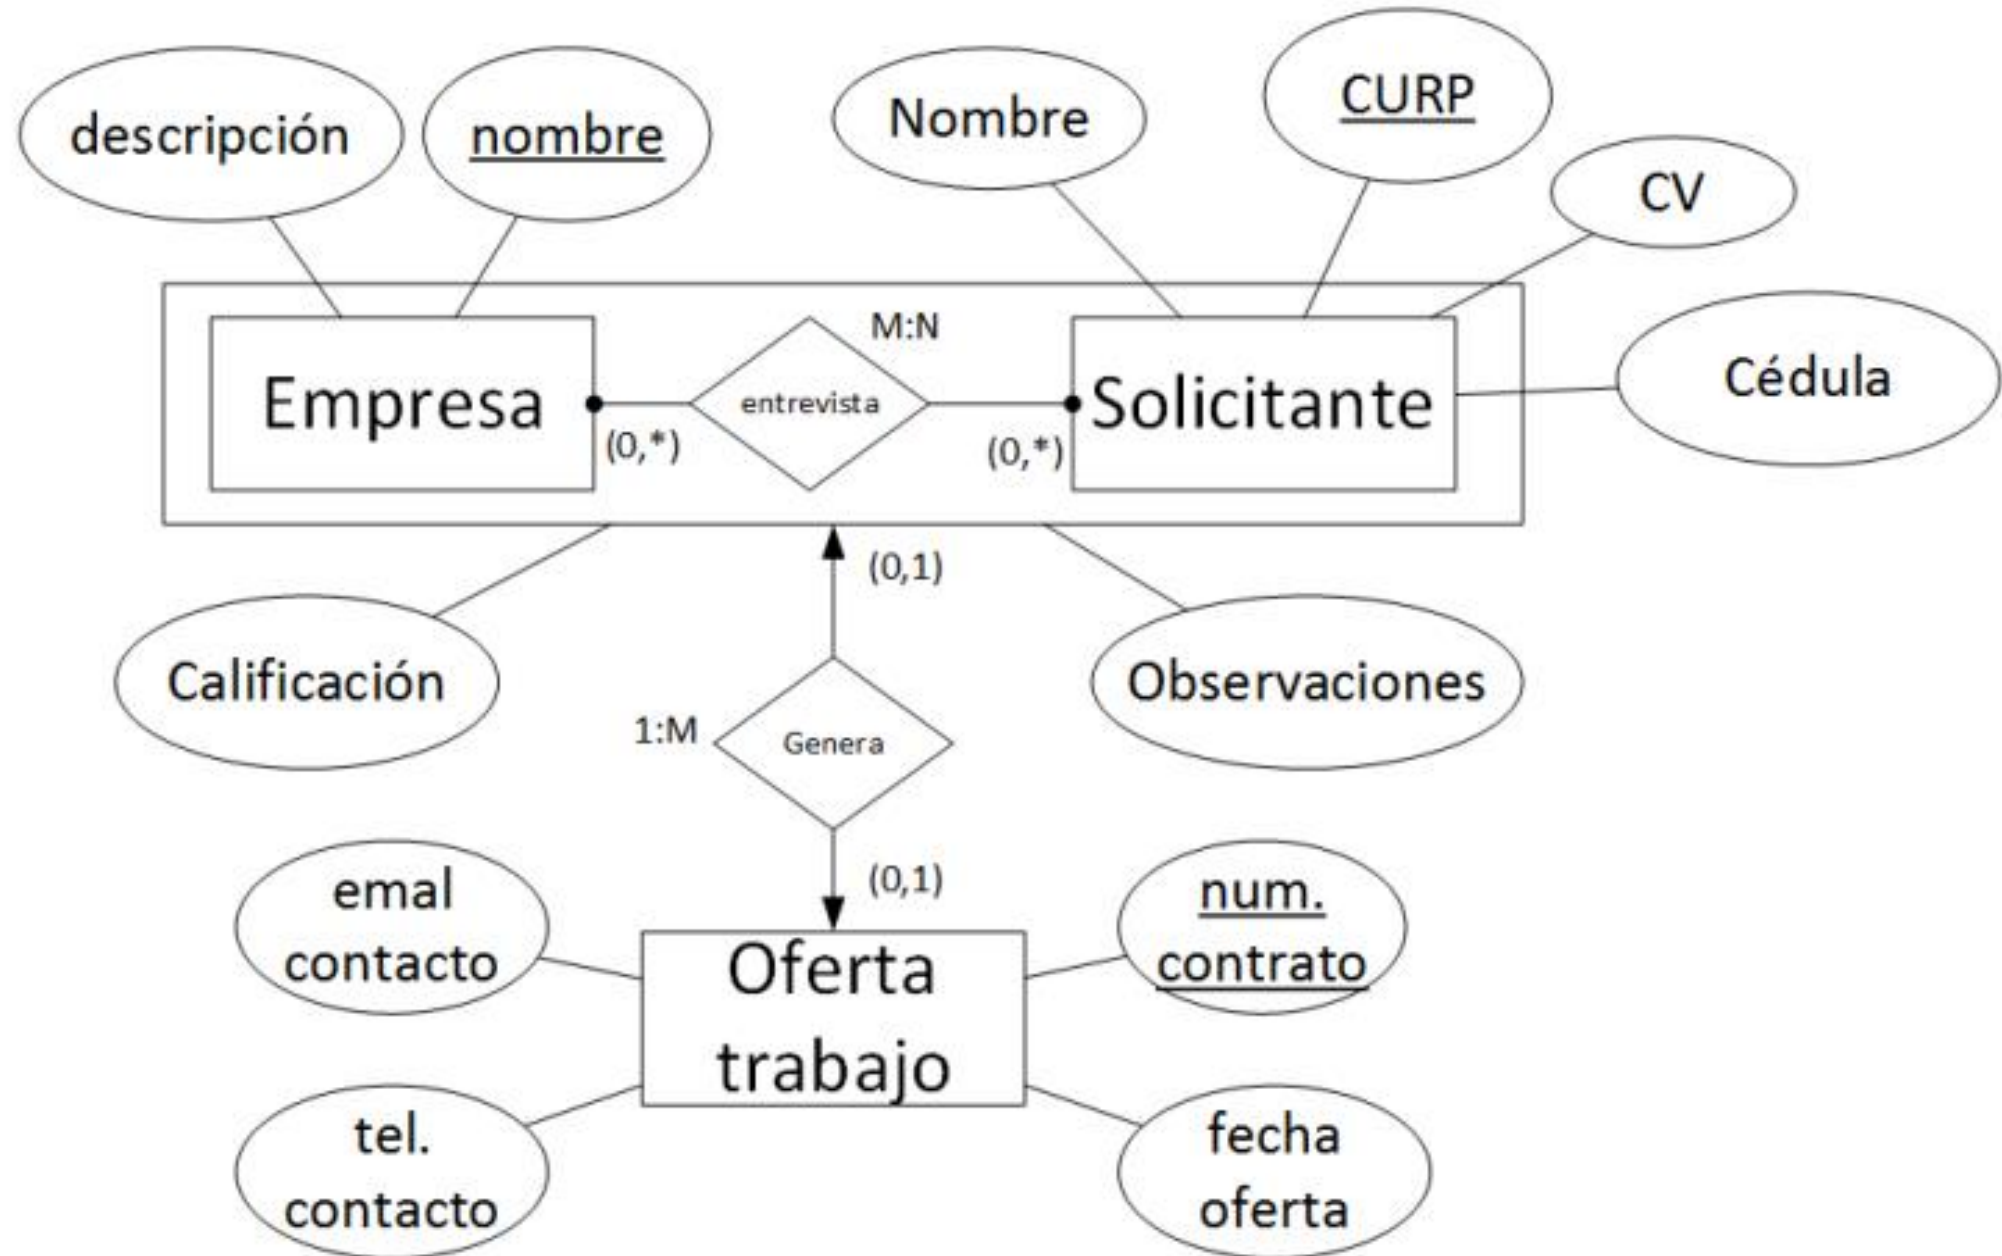 descripción
nombre
Nombre
CURP
CV
Empresa
(0,*)
entrevista
M:N
(0,*)
Solicitante
Cédula
Calificación
(0,1)
Observaciones
1:M
Genera
(0,1)
emal
contacto
Oferta
trabajo
num.
contrato
tel.
contacto
fecha
oferta